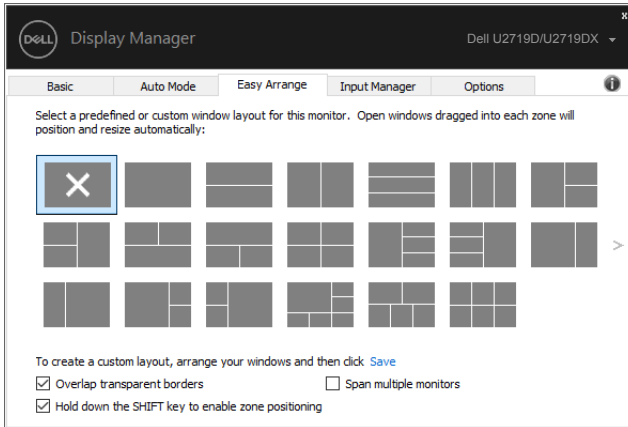 x
DELL Display Manager Dell U2719D/U2719DX
Basic Auto Mode Easy Arrange Input Manager Options i
Select a predefined or custom window layout for this monitor. Open windows dragged into each zone will
position and resize automatically:
>
To create a custom layout, arrange your windows and then click Save
Overlap transparent borders Span multiple monitors
Hold down the SHIFT key to enable zone positioning